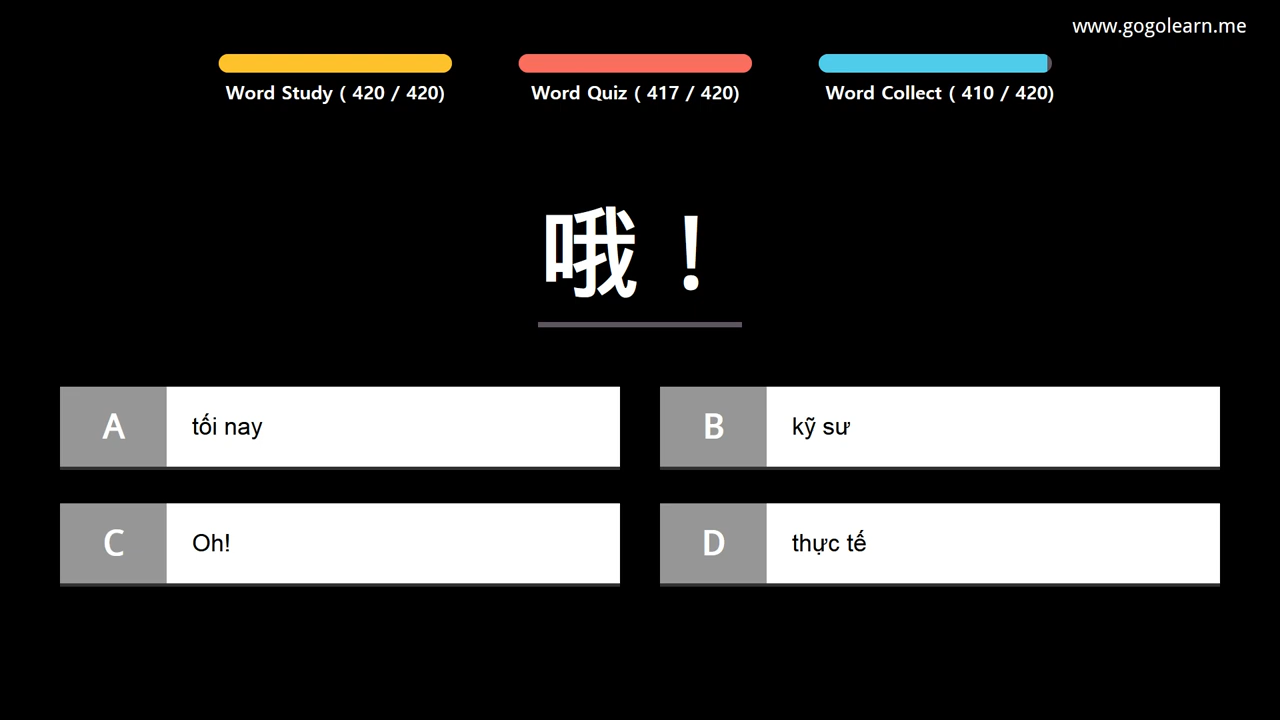 www.gogolearn.me
Word Study ( 420 / 420)
Word Quiz ( 417 / 420)
Word Collect ( 410 / 420)
哦！
A tối nay
B kỹ sư
C Oh!
D thực tế